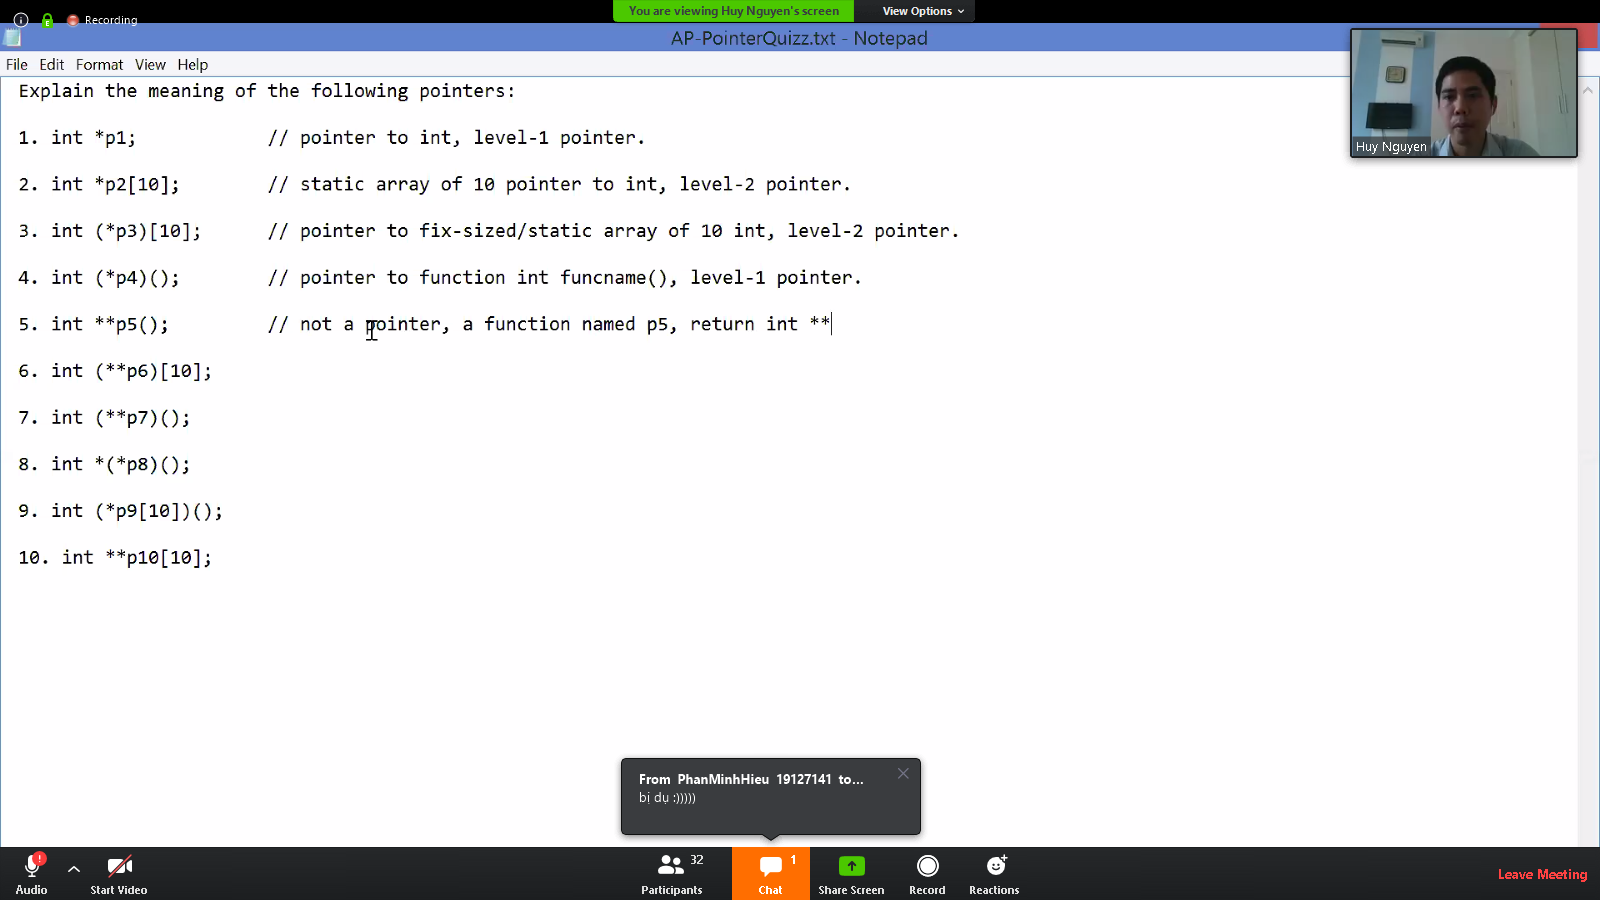 Recording
You are viewing Huy Nguyen's screen
View Options
AP-PointerQuizz.txt - Notepad
File Edit Format View Help
Explain the meaning of the following pointers:
1. int *p1; // pointer to int, level-1 pointer.
2. int *p2[10]; // static array of 10 pointer to int, level-2 pointer.
3. int (*p3)[10]; // pointer to fix-sized/static array of 10 int, level-2 pointer.
4. int (*p4)(); // pointer to function int funcname(), level-1 pointer.
5. int **p5(); // not a pointer, a function named p5, return int **
6. int (**p6)[10];
7. int (**p7)();
8. int *(*p8)();
9. int (*p9[10])();
10. int **p10[10];
Huy Nguyen
From PhanMinhHieu 19127141 to...
bị dụ :)))))
Audio
Start Video
32
Participants
1
Chat
Share Screen
Record
Reactions
Leave Meeting